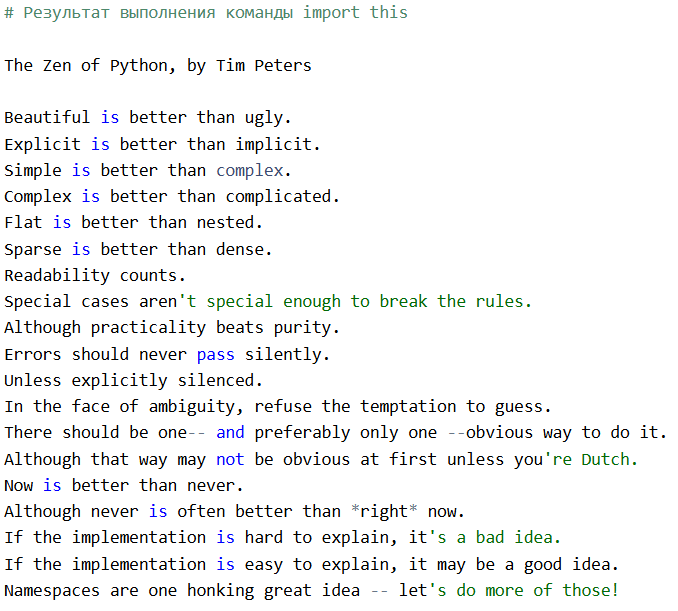 # Результат выполнения команды import this
The Zen of Python, by Tim Peters
Beautiful is better than ugly.
Explicit is better than implicit.
Simple is better than complex.
Complex is better than complicated.
Flat is better than nested.
Sparse is better than dense.
Readability counts.
Special cases aren't special enough to break the rules.
Although practicality beats purity.
Errors should never pass silently.
Unless explicitly silenced.
In the face of ambiguity, refuse the temptation to guess.
There should be one-- and preferably only one --obvious way to do it.
Although that way may not be obvious at first unless you're Dutch.
Now is better than never.
Although never is often better than *right* now.
If the implementation is hard to explain, it's a bad idea.
If the implementation is easy to explain, it may be a good idea.
Namespaces are one honking great idea -- let's do more of those!